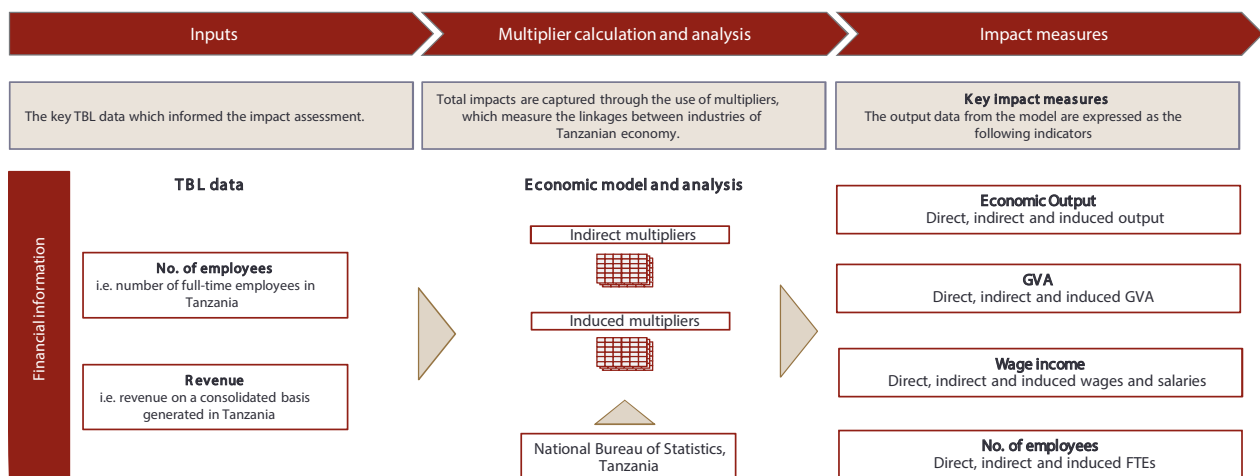 Inputs
Multiplier calculation and analysis
Impact measures
The key TBL data which informed the impact assessment.
Total impacts are captured through the use of multipliers,
which measure the linkages between industries of
Tanzanian economy.
Key impact measures
The output data from the model are expressed as the
following indicators
Financial information
TBL data
No. of employees
i.e. number of full-time employees in
Tanzania
Revenue
i.e. revenue on a consolidated basis
generated in Tanzania
Economic model and analysis
Indirect multipliers
Induced multipliers
National Bureau of Statistics,
Tanzania
Economic Output
Direct, indirect and induced output
GVA
Direct, indirect and induced GVA
Wage income
Direct, indirect and induced wages and salaries
No. of employees
Direct, indirect and induced FTEs